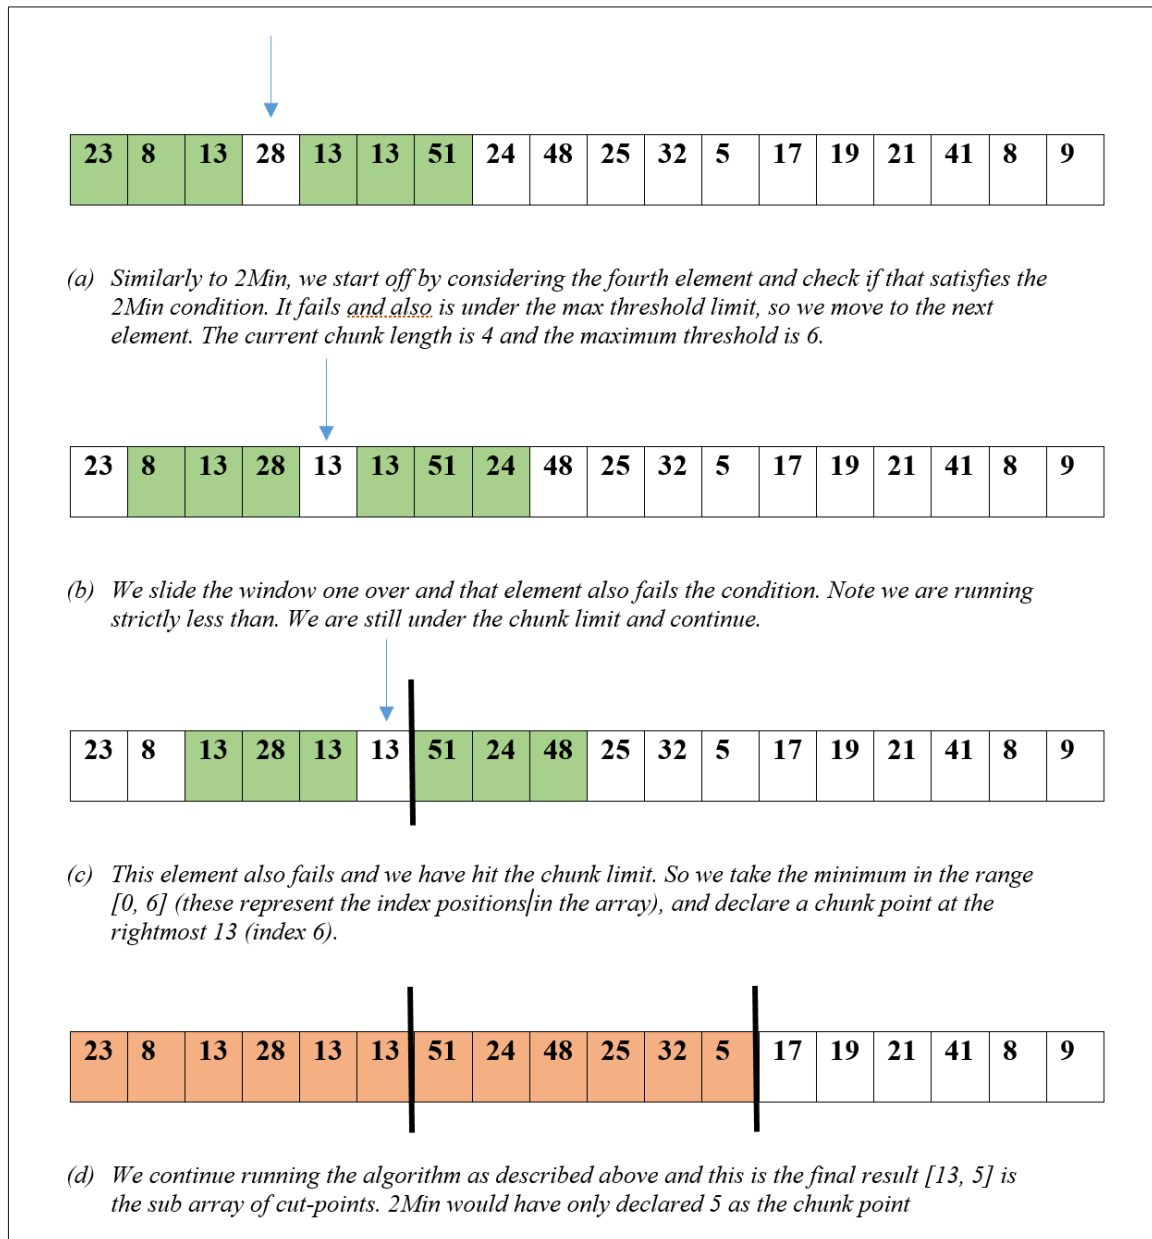 23 8 13 28 13 13 51 24 48 25 32 5 17 19 21 41 8 9
(a) Similarly to 2Min, we start off by considering the fourth element and check if that satisfies the
2Min condition. It fails and also is under the max threshold limit, so we move to the next
element. The current chunk length is 4 and the maximum threshold is 6.
23 8 13 28 13 13 51 24 48 25 32 5 17 19 21 41 8 9
(b) We slide the window one over and that element also fails the condition. Note we are running
strictly less than. We are still under the chunk limit and continue.
23 8 13 28 13 13 51 24 48 25 32 5 17 19 21 41 8 9
(c) This element also fails and we have hit the chunk limit. So we take the minimum in the range
[0, 6] (these represent the index positions in the array), and declare a chunk point at the
rightmost 13 (index 6).
23 8 13 28 13 13 51 24 48 25 32 5 17 19 21 41 8 9
(d) We continue running the algorithm as described above and this is the final result [13, 5] is
the sub array of cut-points. 2Min would have only declared 5 as the chunk point